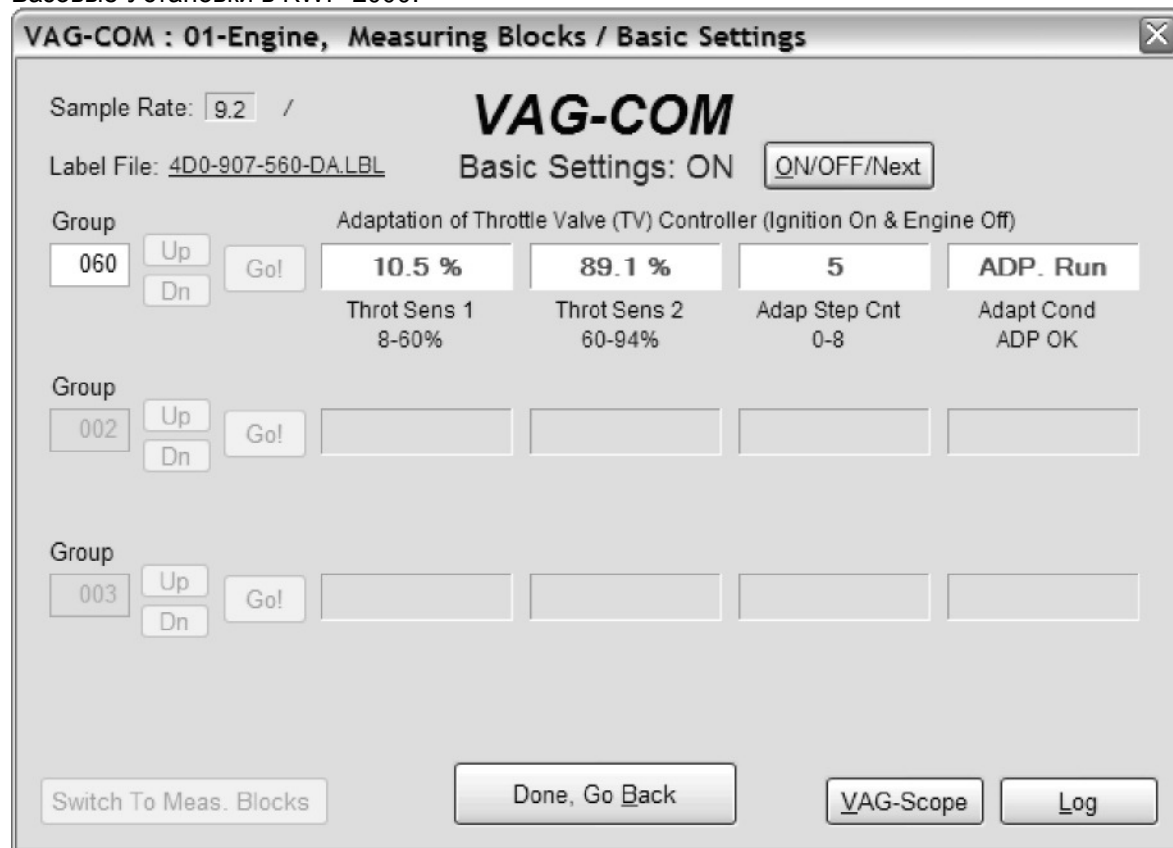 Базовые Установки в KWP-2000.
VAG-COM : 01-Engine, Measuring Blocks / Basic Settings
Sample Rate: 9.2 /
VAG-COM
Label File: 4D0-907-560-DA.LBL
Basic Settings: ON ON/OFF/Next
Group
Adaptation of Throttle Valve (TV) Controller (Ignition On & Engine Off)
060 Up Dn Go! 10.5 % 89.1 % 5 ADP. Run
Throt Sens 1 Throt Sens 2 Adap Step Cnt Adapt Cond
8-60% 60-94% 0-8 ADP OK
Group
002 Up Dn Go!
Group
003 Up Dn Go!
Switch To Meas. Blocks Done, Go Back VAG-Scope Log